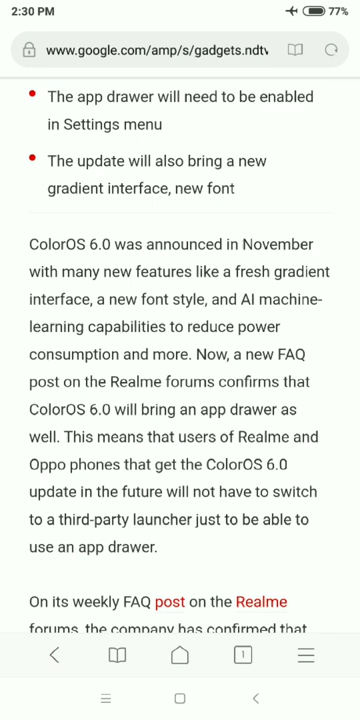 2:30 PM
77%
www.google.com/amp/s/gadgets.ndtv
The app drawer will need to be enabled
in Settings menu
The update will also bring a new
gradient interface, new font
ColorOS 6.0 was announced in November
with many new features like a fresh gradient
interface, a new font style, and AI machine-
learning capabilities to reduce power
consumption and more. Now, a new FAQ
post on the Realme forums confirms that
ColorOS 6.0 will bring an app drawer as
well. This means that users of Realme and
Oppo phones that get the ColorOS 6.0
update in the future will not have to switch
to a third-party launcher just to be able to
use an app drawer.
On its weekly FAQ post on the Realme
forums, the company has confirmed that
1